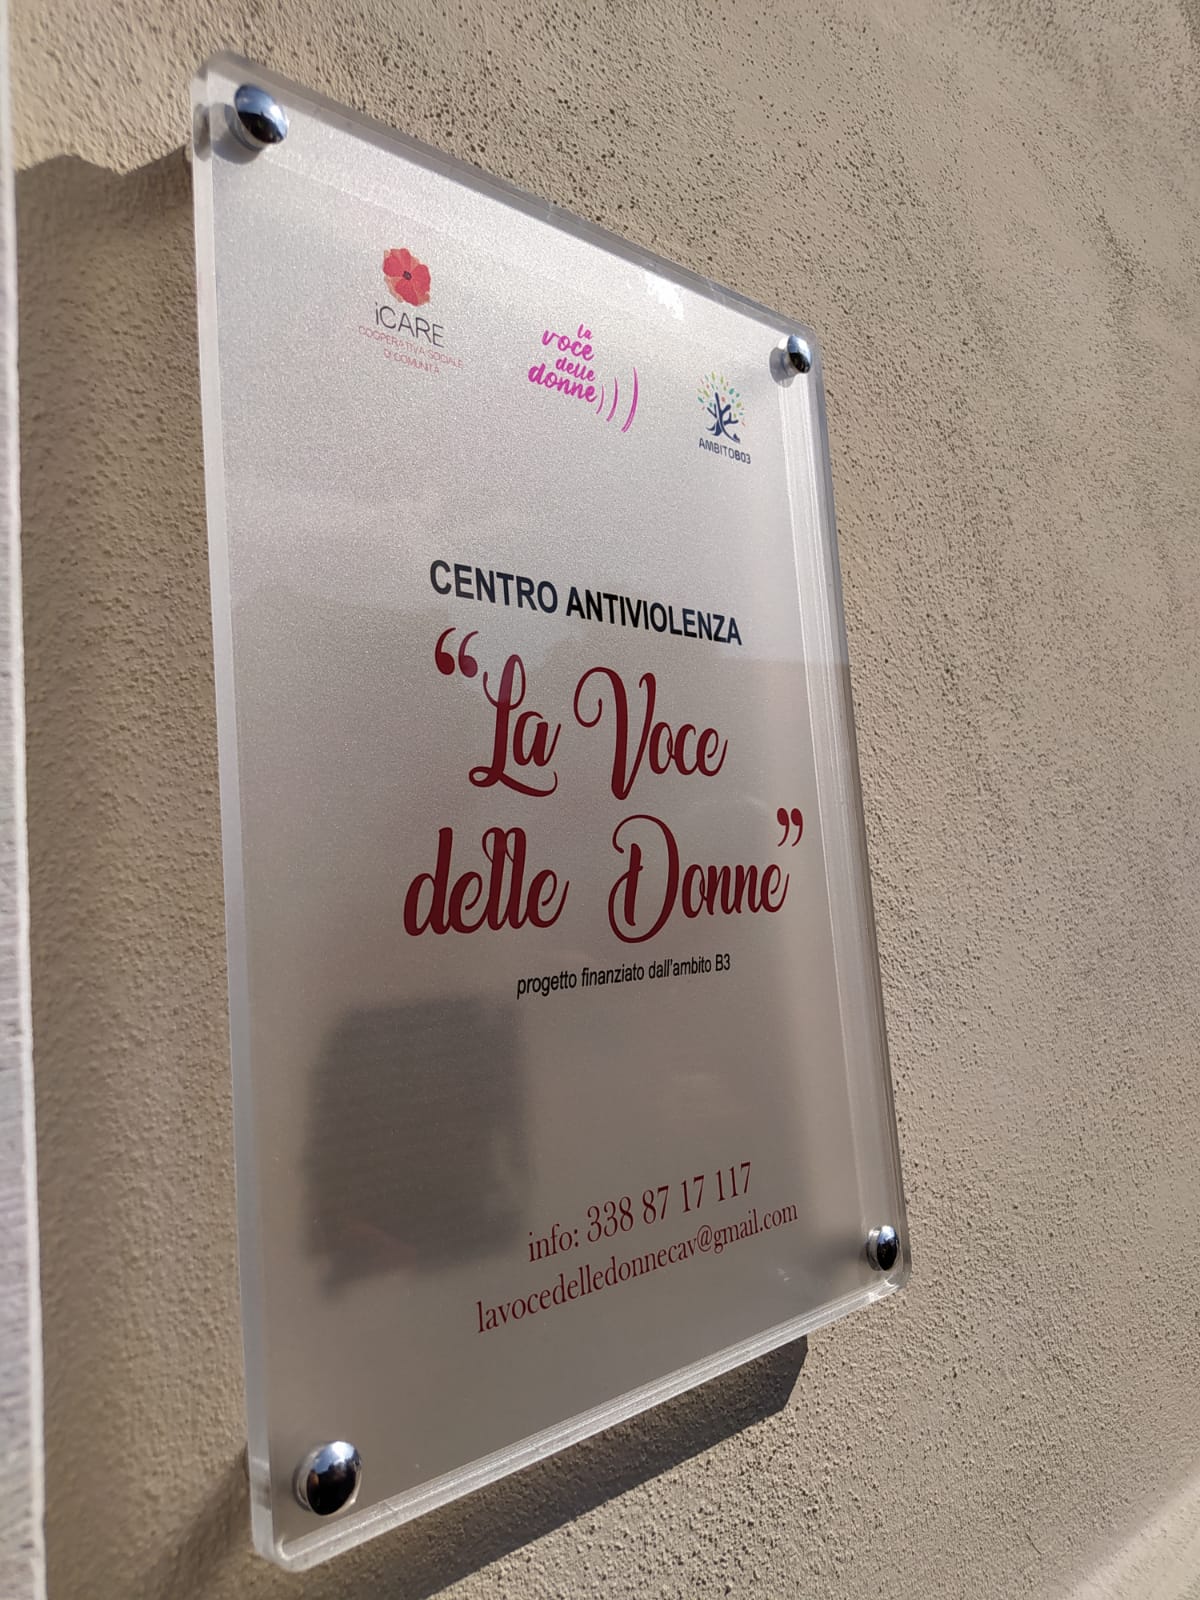 iCARE
COOPERATIVA SOCIALE
DI COMUNITÀ
la
voce
delle
donne
AMBITOB03
CENTRO ANTIVIOLENZA
“La Voce
delle Donne”
progetto finanziato dall'ambito B3
info: 338 87 17 117
lavocedelledonnecav@gmail.com